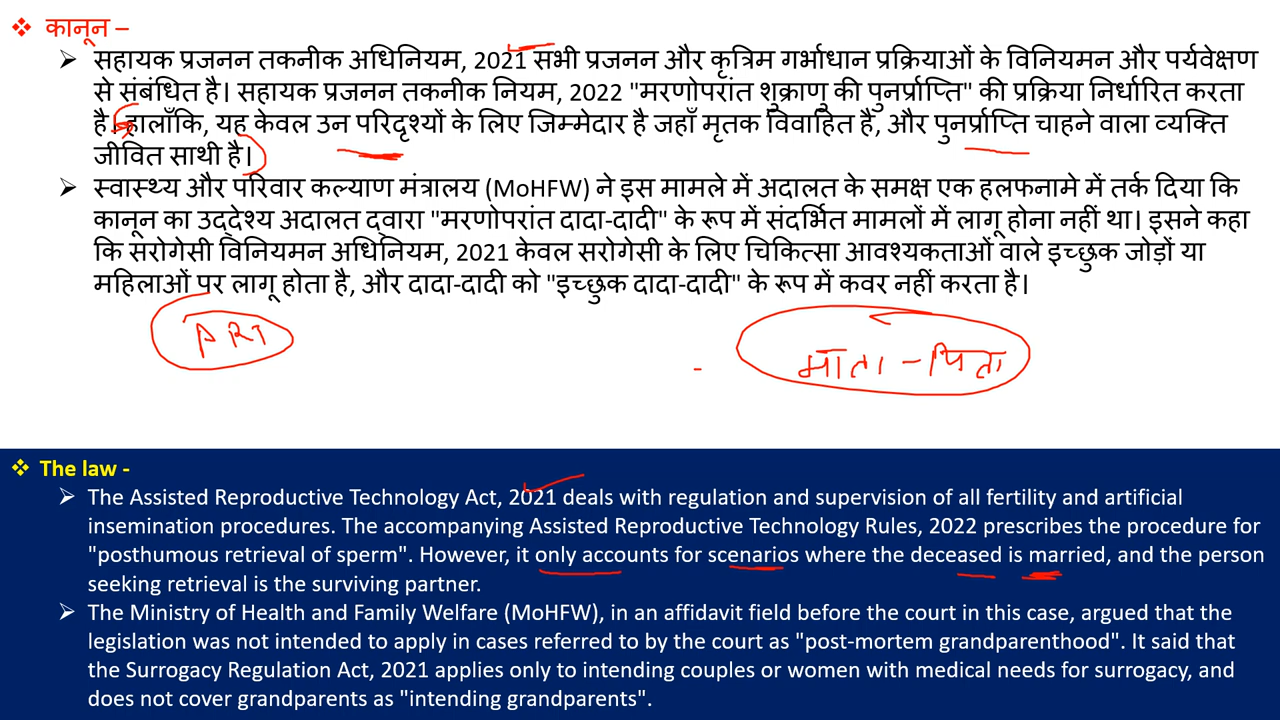 ❖ कानून –
➢ सहायक प्रजनन तकनीक अधिनियम, 2021 सभी प्रजनन और कृत्रिम गर्भाधान प्रक्रियाओं के विनियमन और पर्यवेक्षण
से संबंधित है। सहायक प्रजनन तकनीक नियम, 2022 "मरणोपरांत शुक्राणु की पुनर्प्राप्ति" की प्रक्रिया निर्धारित करता
है। हालाँकि, यह केवल उन परिदृश्यों के लिए जिम्मेदार है जहाँ मृतक विवाहित है, और पुनर्प्राप्ति चाहने वाला व्यक्ति
जीवित साथी है।
➢ स्वास्थ्य और परिवार कल्याण मंत्रालय (MoHFW) ने इस मामले में अदालत के समक्ष एक हलफनामे में तर्क दिया कि
कानून का उद्देश्य अदालत द्वारा "मरणोपरांत दादा-दादी" के रूप में संदर्भित मामलों में लागू होना नहीं था। इसने कहा
कि सरोगेसी विनियमन अधिनियम, 2021 केवल सरोगेसी के लिए चिकित्सा आवश्यकताओं वाले इच्छुक जोड़ों या
महिलाओं पर लागू होता है, और दादा-दादी को "इच्छुक दादा-दादी" के रूप में कवर नहीं करता है।
ART माता - पिता
❖ The law -
➢ The Assisted Reproductive Technology Act, 2021 deals with regulation and supervision of all fertility and artificial
insemination procedures. The accompanying Assisted Reproductive Technology Rules, 2022 prescribes the procedure for
"posthumous retrieval of sperm". However, it only accounts for scenarios where the deceased is married, and the person
seeking retrieval is the surviving partner.
➢ The Ministry of Health and Family Welfare (MoHFW), in an affidavit field before the court in this case, argued that the
legislation was not intended to apply in cases referred to by the court as "post-mortem grandparenthood". It said that
the Surrogacy Regulation Act, 2021 applies only to intending couples or women with medical needs for surrogacy, and
does not cover grandparents as "intending grandparents".